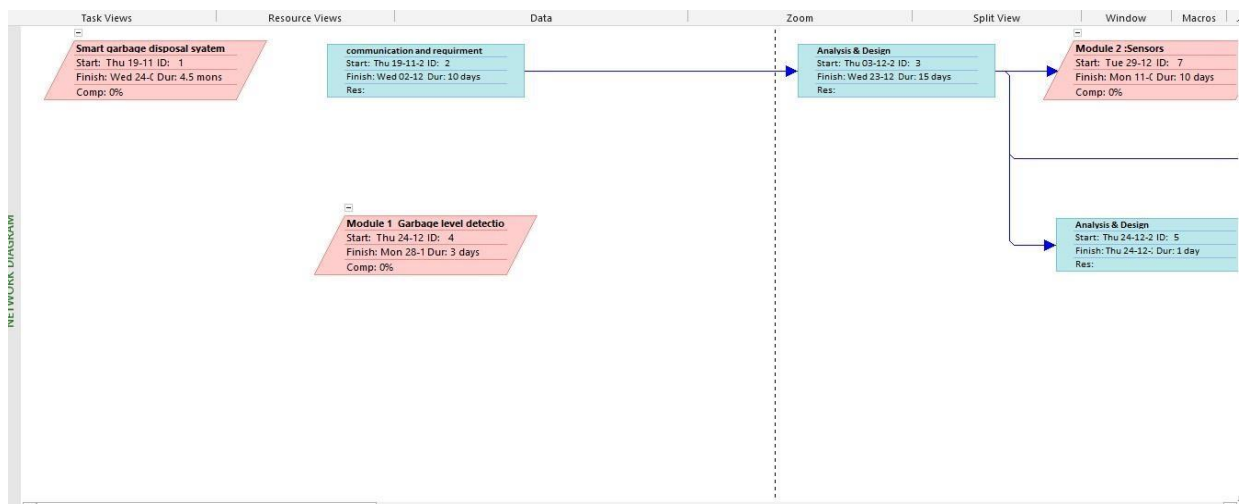 Task Views
Resource Views
Data
Zoom
Split View
Window
Macros
NETWORK DIAGRAM
Smart garbage disposal syatem
Start: Thu 19-11 ID: 1
Finish: Wed 24-( Dur: 4.5 mons
Comp: 0%
communication and requirment
Start: Thu 19-11-2 ID: 2
Finish: Wed 02-12 Dur: 10 days
Res:
Analysis & Design
Start: Thu 03-12-2 ID: 3
Finish: Wed 23-12 Dur: 15 days
Res:
Module 2 :Sensors
Start: Tue 29-12 ID: 7
Finish: Mon 11-( Dur: 10 days
Comp: 0%
Module 1 Garbage level detectio
Start: Thu 24-12 ID: 4
Finish: Mon 28-1 Dur: 3 days
Comp: 0%
Analysis & Design
Start: Thu 24-12-2 ID: 5
Finish: Thu 24-12-: Dur: 1 day
Res: